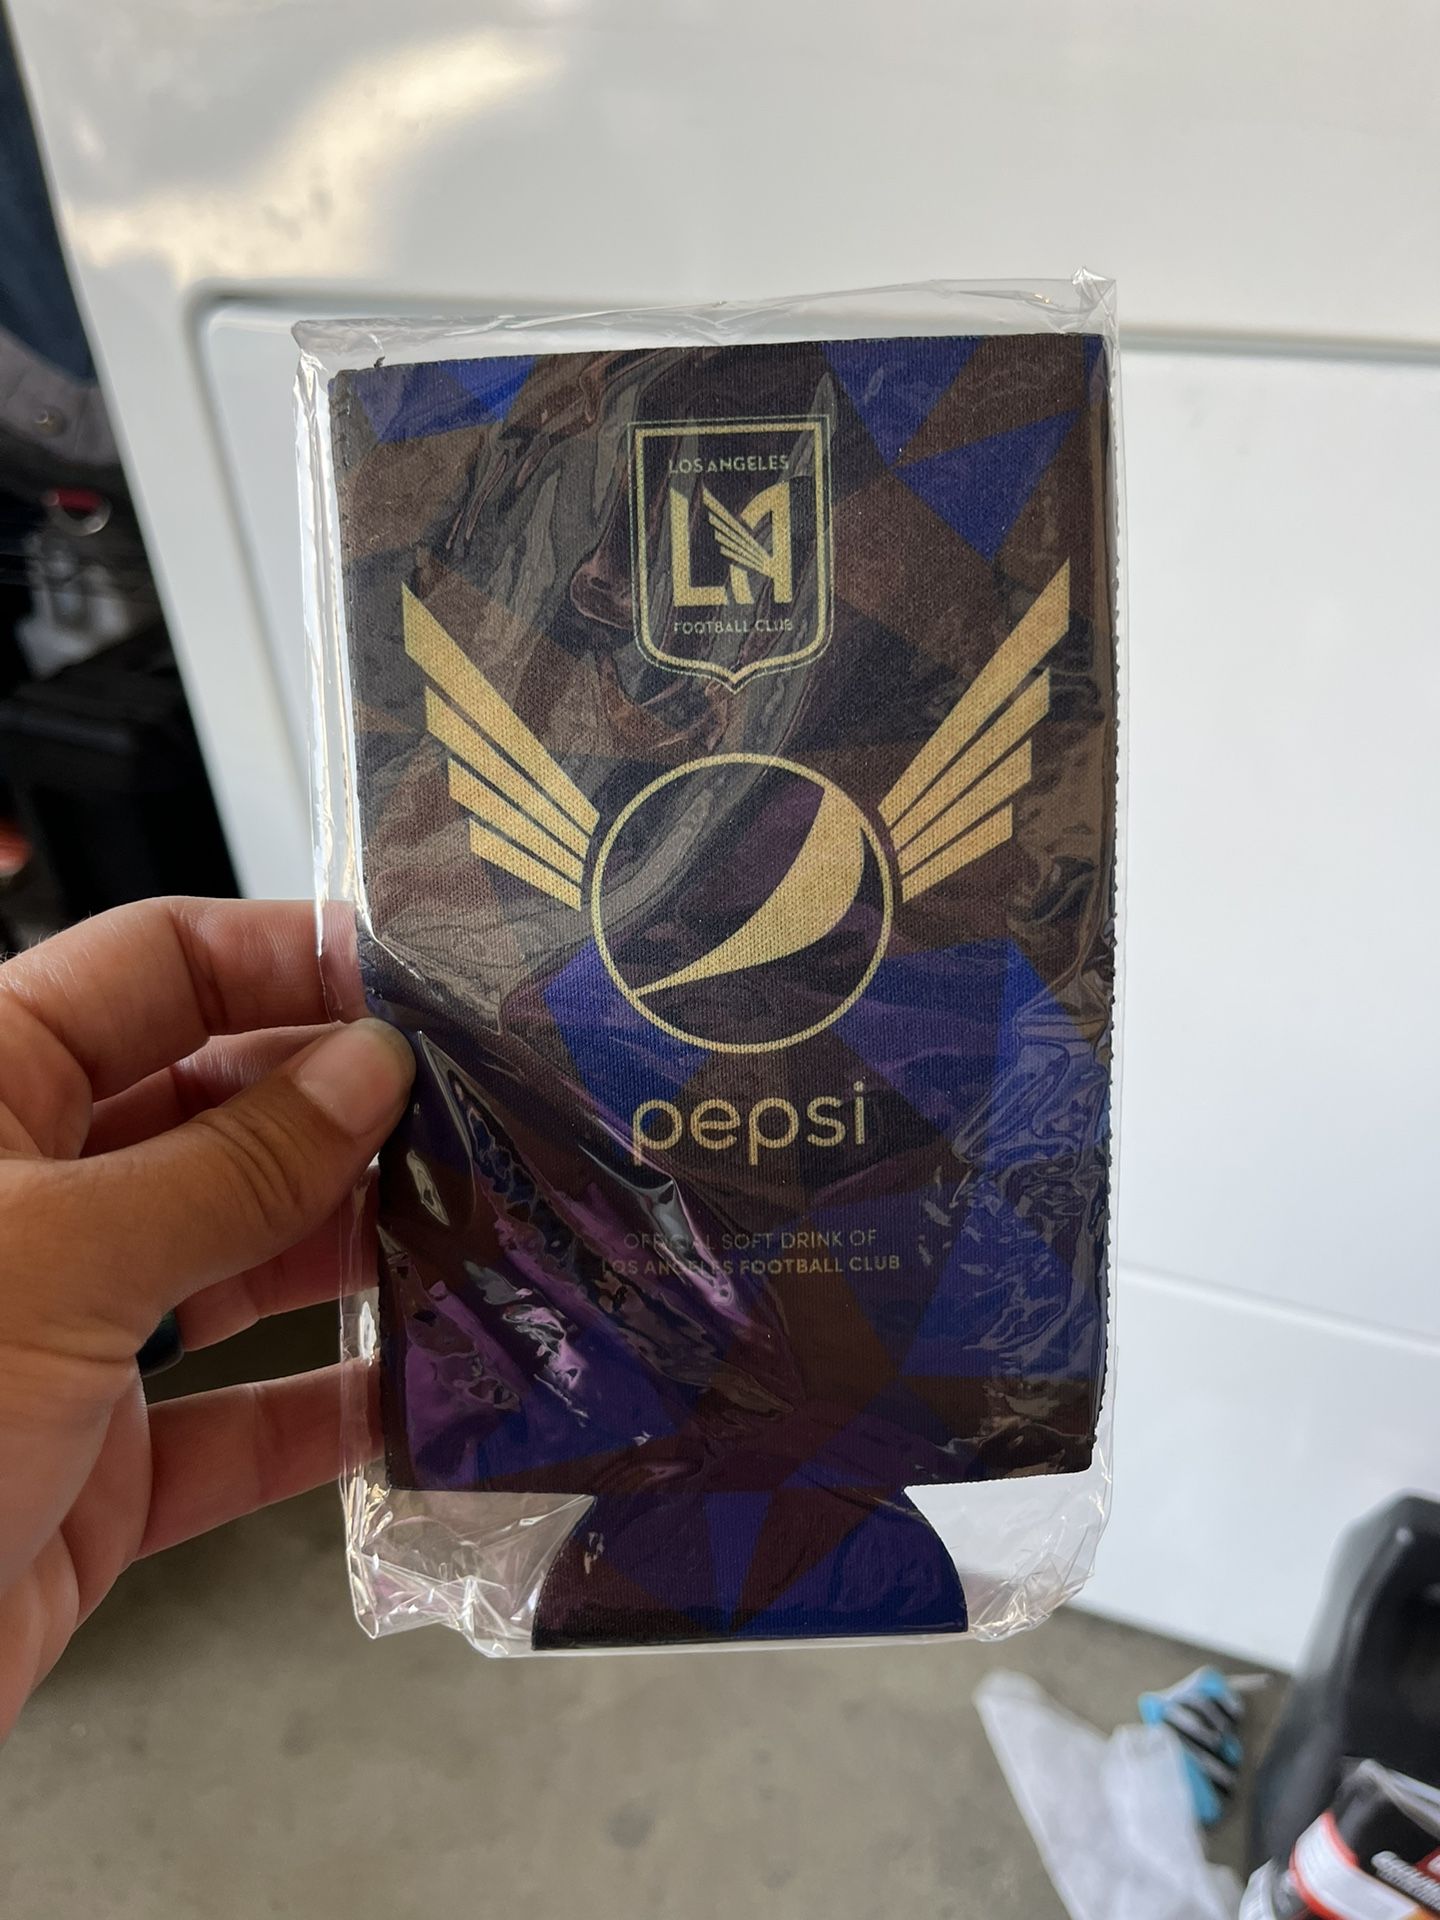 LOS ANGELES
LA
FOOTBALL CLUB
pepsi
OFFICIAL SOFT DRINK OF
LOS ANGELES FOOTBALL CLUB